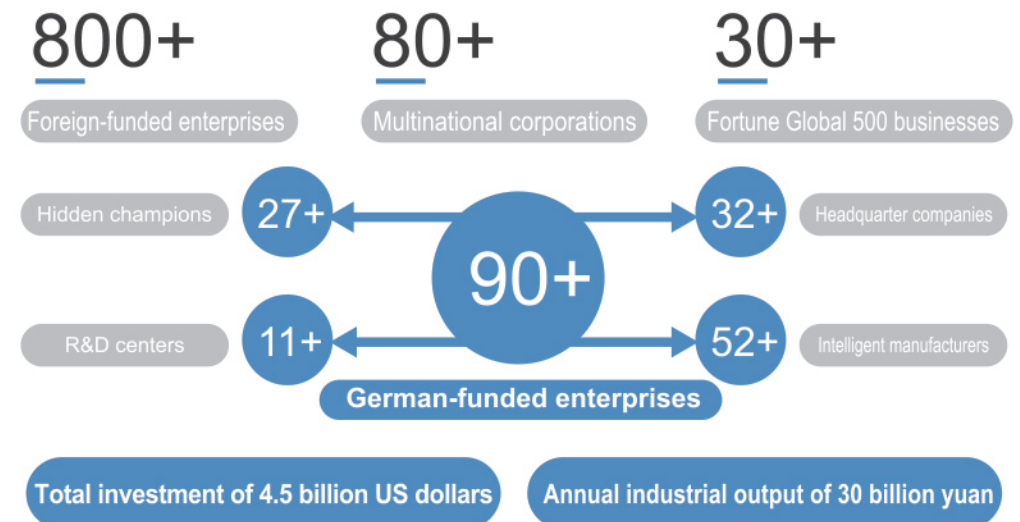 800+
80+
30+
Foreign-funded enterprises
Multinational corporations
Fortune Global 500 businesses
Hidden champions
27+
90+
32+
Headquarter companies
R&D centers
11+
52+
Intelligent manufacturers
German-funded enterprises
Total investment of 4.5 billion US dollars
Annual industrial output of 30 billion yuan